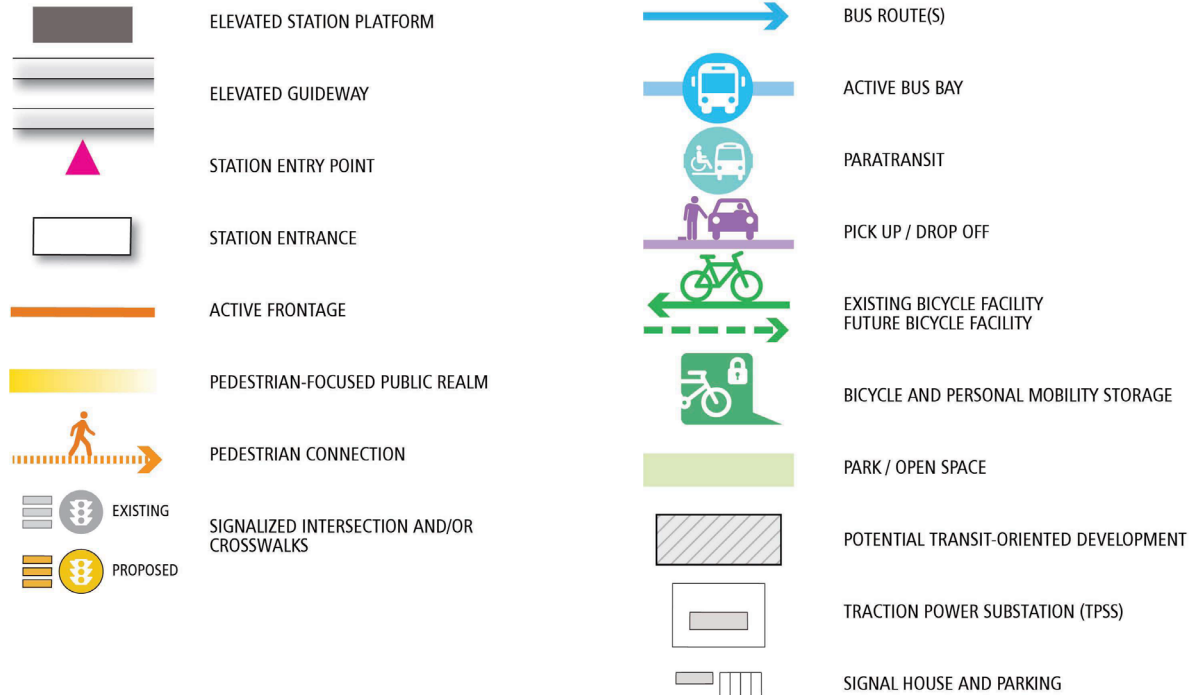 ELEVATED STATION PLATFORM
ELEVATED GUIDEWAY
STATION ENTRY POINT
STATION ENTRANCE
ACTIVE FRONTAGE
PEDESTRIAN-FOCUSED PUBLIC REALM
PEDESTRIAN CONNECTION
EXISTING
PROPOSED
SIGNALIZED INTERSECTION AND/OR
CROSSWALKS
BUS ROUTE(S)
ACTIVE BUS BAY
PARATRANSIT
PICK UP / DROP OFF
EXISTING BICYCLE FACILITY
FUTURE BICYCLE FACILITY
BICYCLE AND PERSONAL MOBILITY STORAGE
PARK / OPEN SPACE
POTENTIAL TRANSIT-ORIENTED DEVELOPMENT
TRACTION POWER SUBSTATION (TPSS)
SIGNAL HOUSE AND PARKING